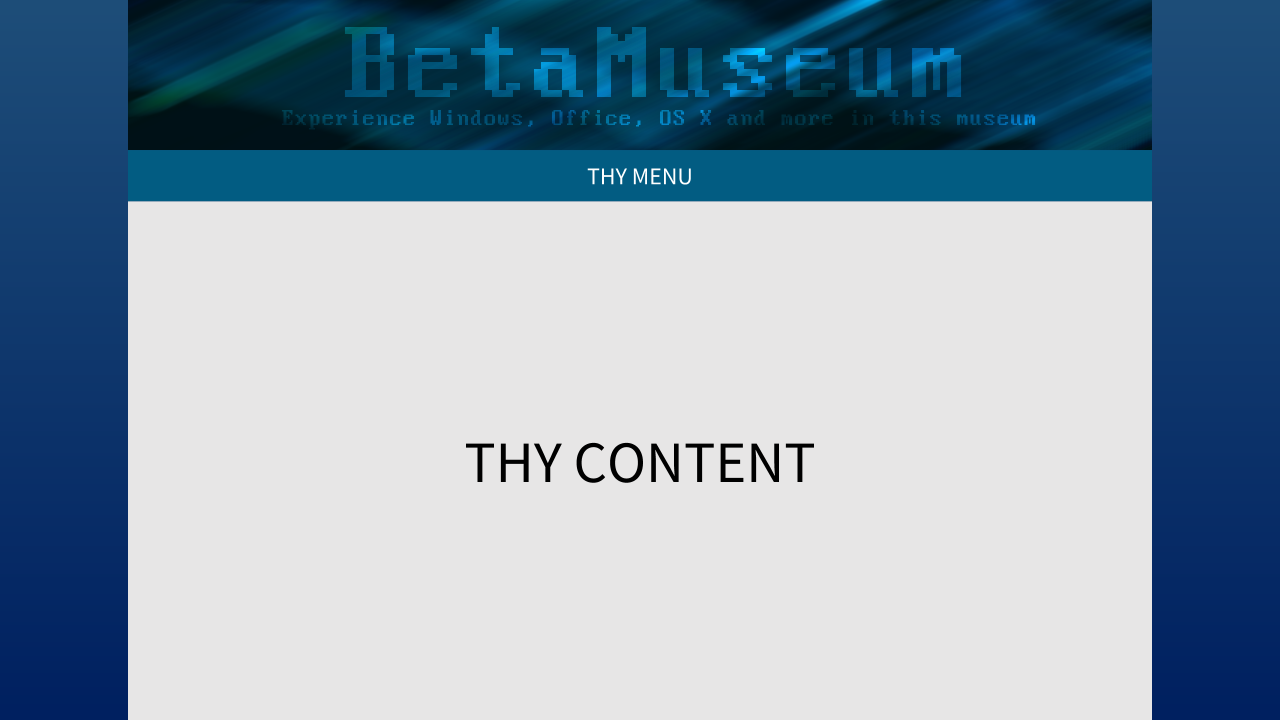 BetaMuseum
Experience Windows, Office, OS X and more in this museum
THY MENU
THY CONTENT